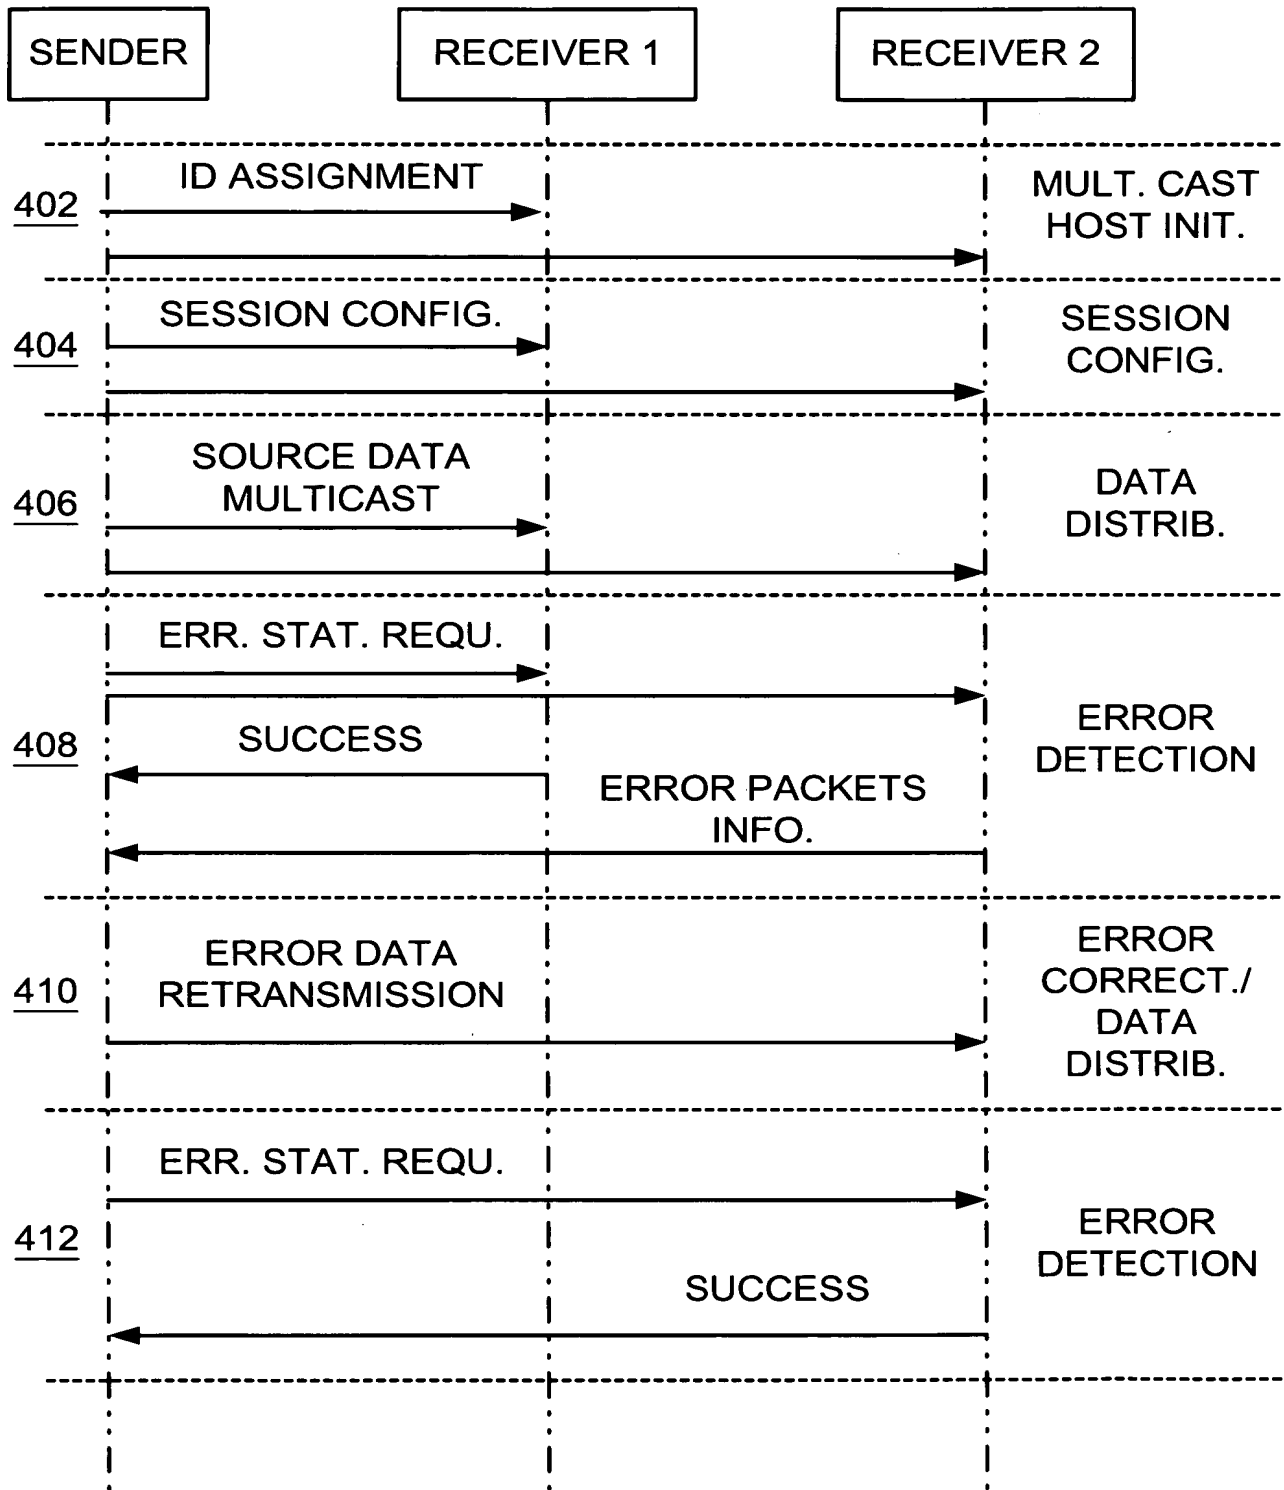 SENDER
RECEIVER 1
RECEIVER 2
402
ID ASSIGNMENT
MULT. CAST
HOST INIT.
404
SESSION CONFIG.
SESSION
CONFIG.
406
SOURCE DATA
MULTICAST
DATA
DISTRIB.
408
ERR. STAT. REQU.
SUCCESS
ERROR PACKETS
INFO.
ERROR
DETECTION
410
ERROR DATA
RETRANSMISSION
ERROR
CORRECT./
DATA
DISTRIB.
412
ERR. STAT. REQU.
SUCCESS
ERROR
DETECTION